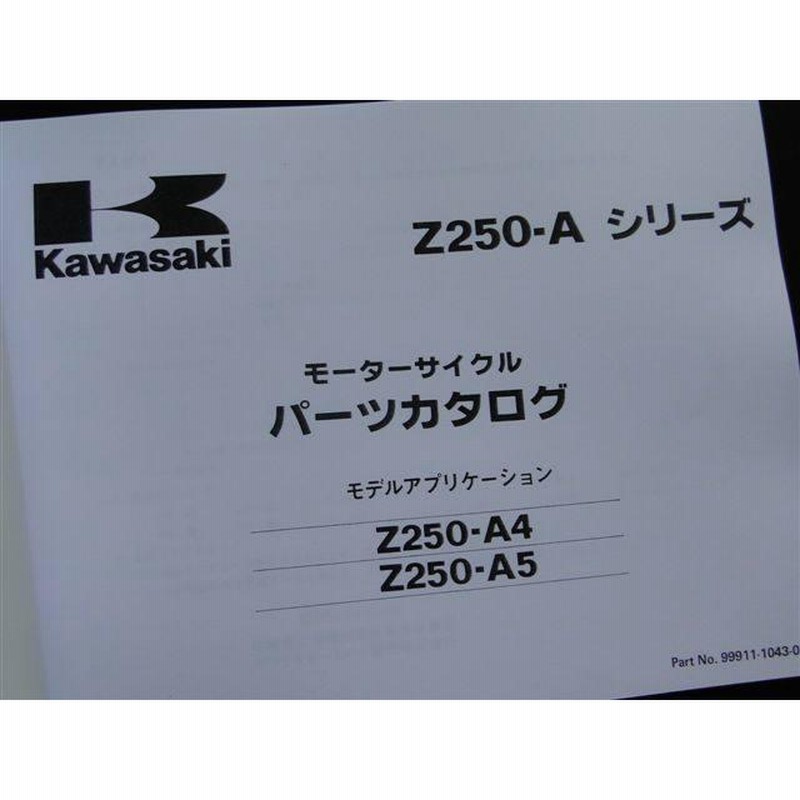 Kawasaki
Z250-A シリーズ
モーターサイクル
パーツカタログ
モデルアプリケーション
Z250-A4
Z250-A5
Part No. 99911-1043-0